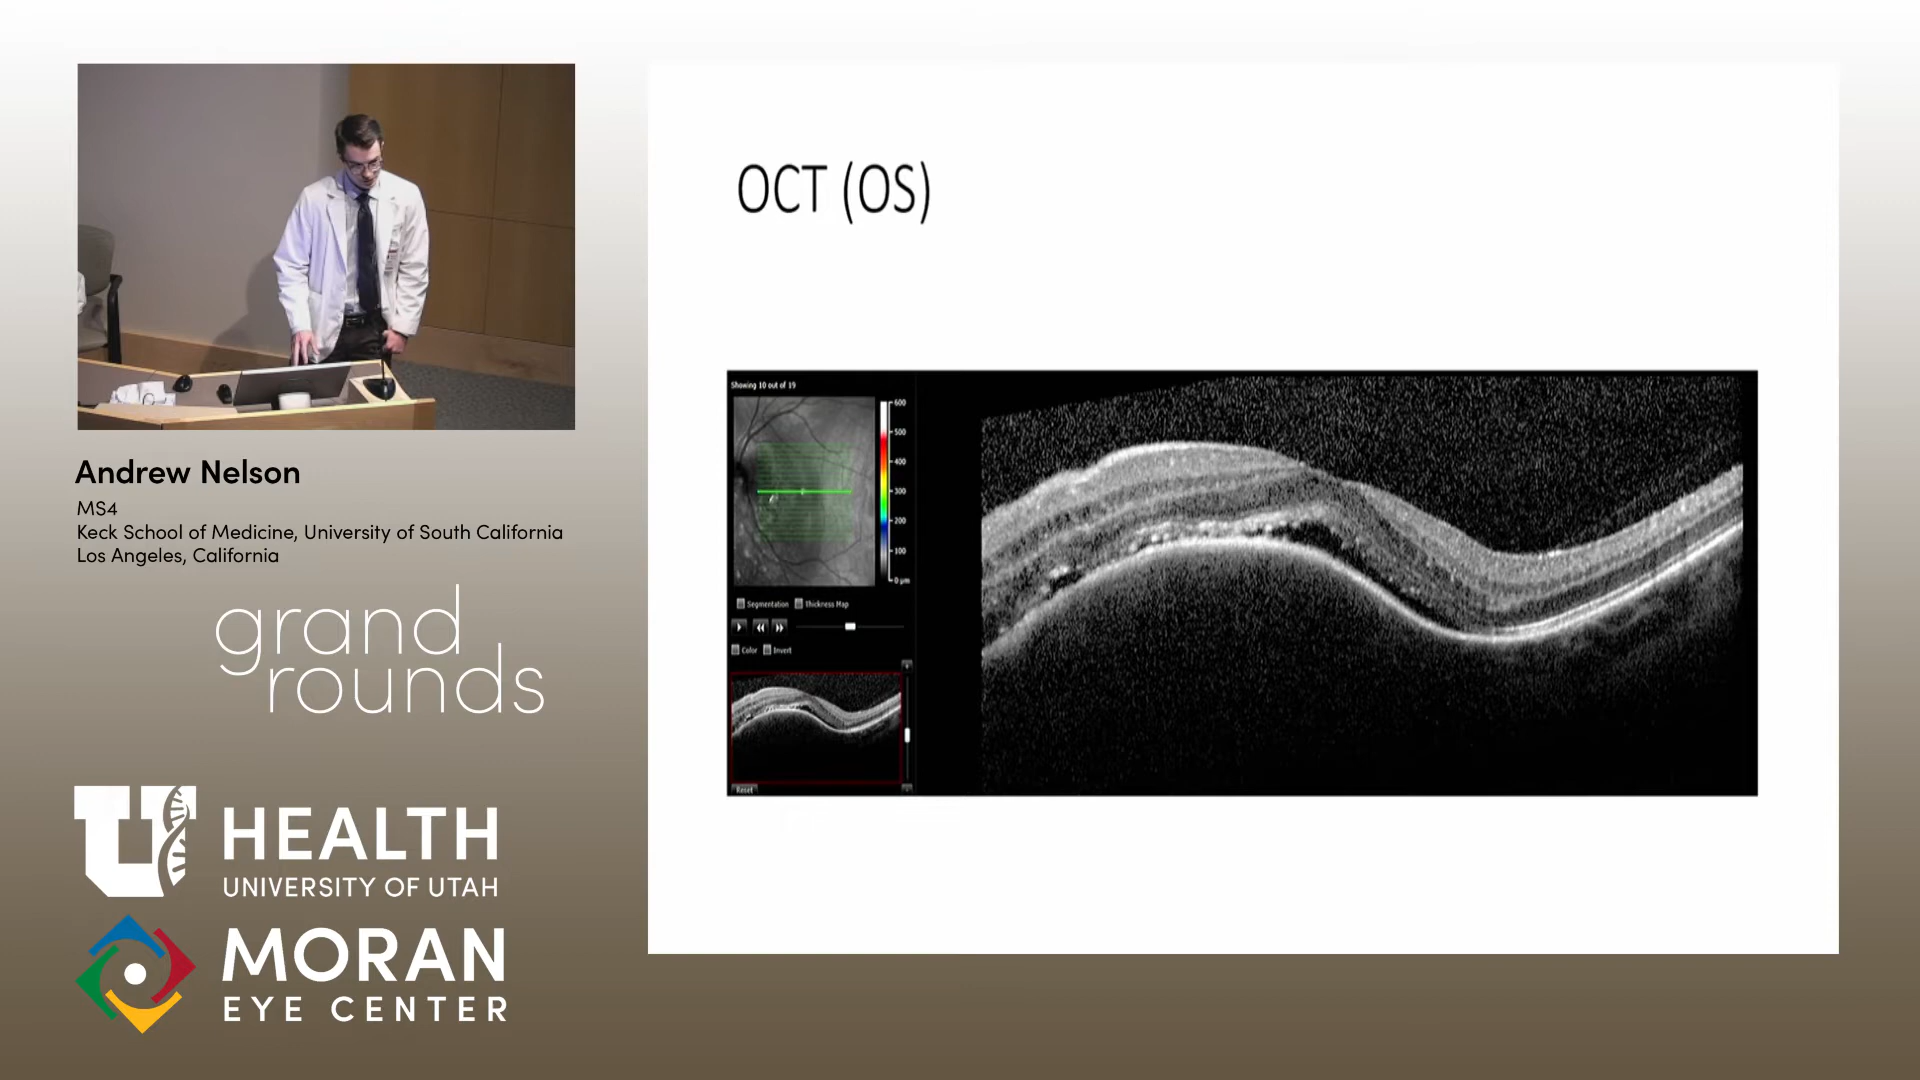 Andrew Nelson
MS4
Keck School of Medicine, University of South California
Los Angeles, California
grand
rounds
U HEALTH
UNIVERSITY OF UTAH
MORAN
EYE CENTER
OCT (OS)
Showing 10 out of 19
600
500
400
300
200
100
0 µm
Segmentation Thickness Map
Color Invert
Reset